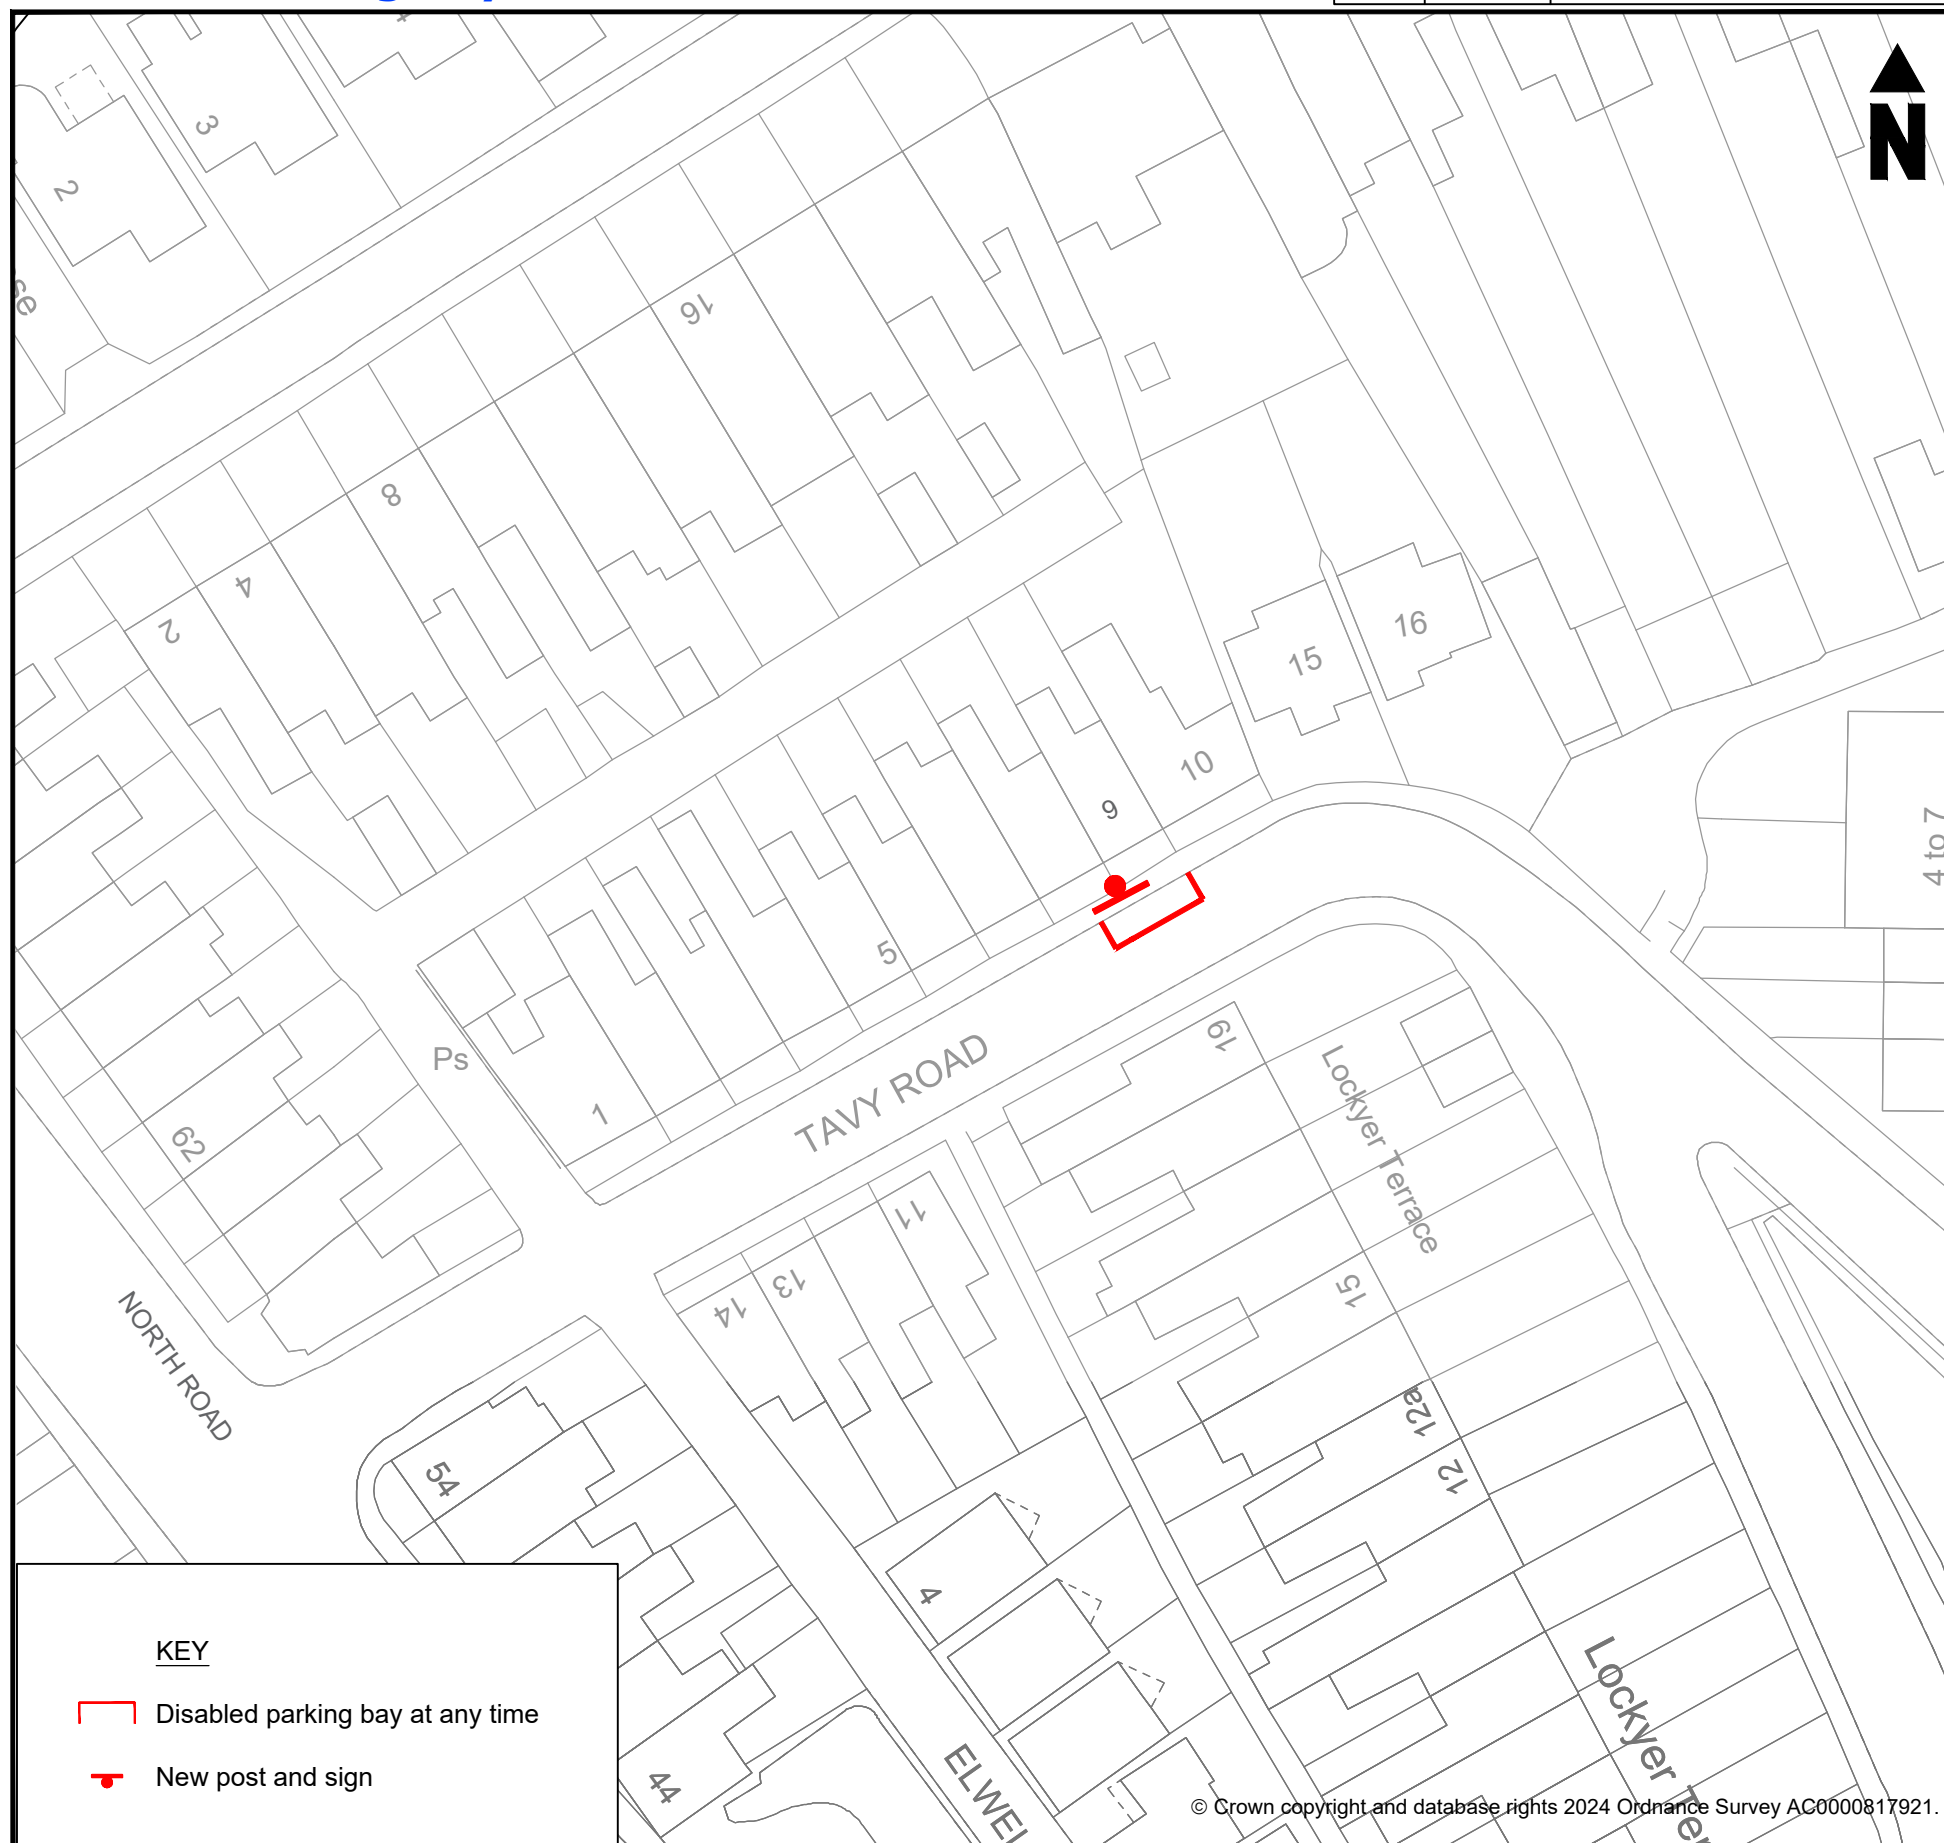 3
2
N
16
8
4
2
15
16
10
9
4 to 7
5
Ps
1
TAVY ROAD
19
Lockyer Terrace
62
11
13
14
15
NORTH ROAD
12a
12
54
4
KEY
Disabled parking bay at any time
New post and sign
44
© Crown copyright and database rights 2024 Ordnance Survey AC0000817921.